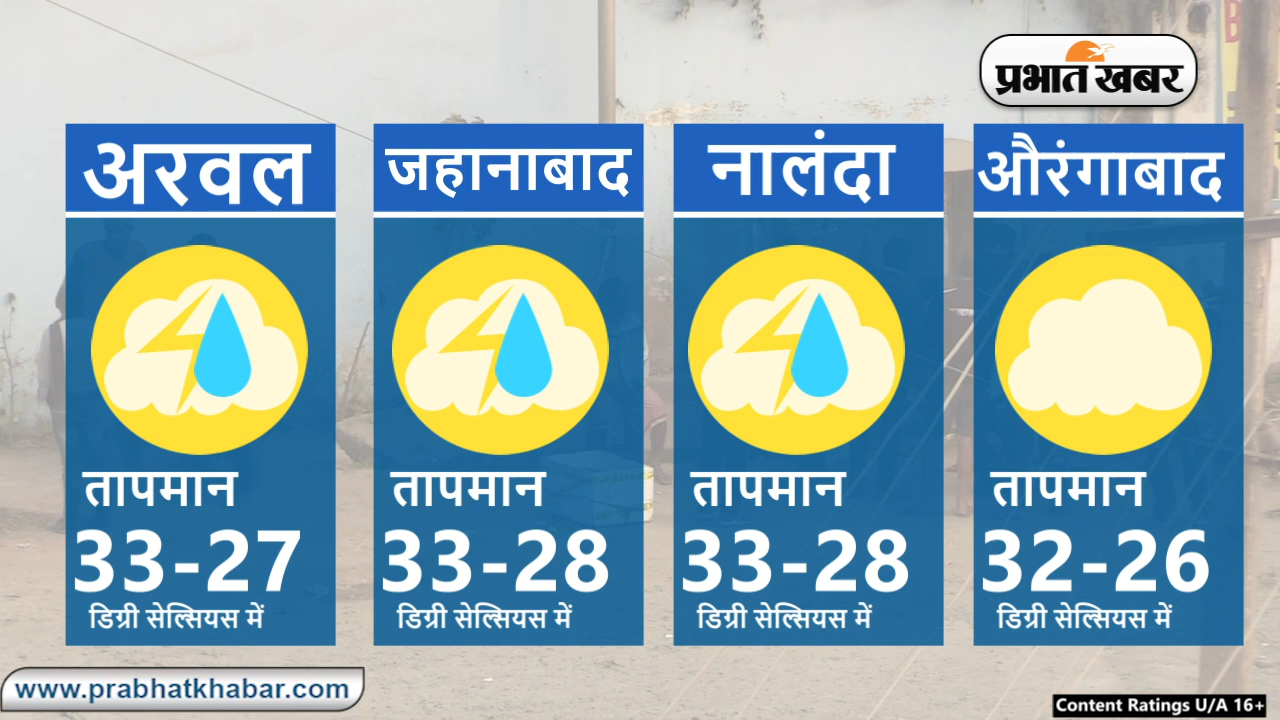 प्रभात खबर
अरवल
तापमान
33-27
डिग्री सेल्सियस में
जहानाबाद
तापमान
33-28
डिग्री सेल्सियस में
नालंदा
तापमान
33-28
डिग्री सेल्सियस में
औरंगाबाद
तापमान
32-26
डिग्री सेल्सियस में
www.prabhatkhabar.com
Content Ratings U/A 16+